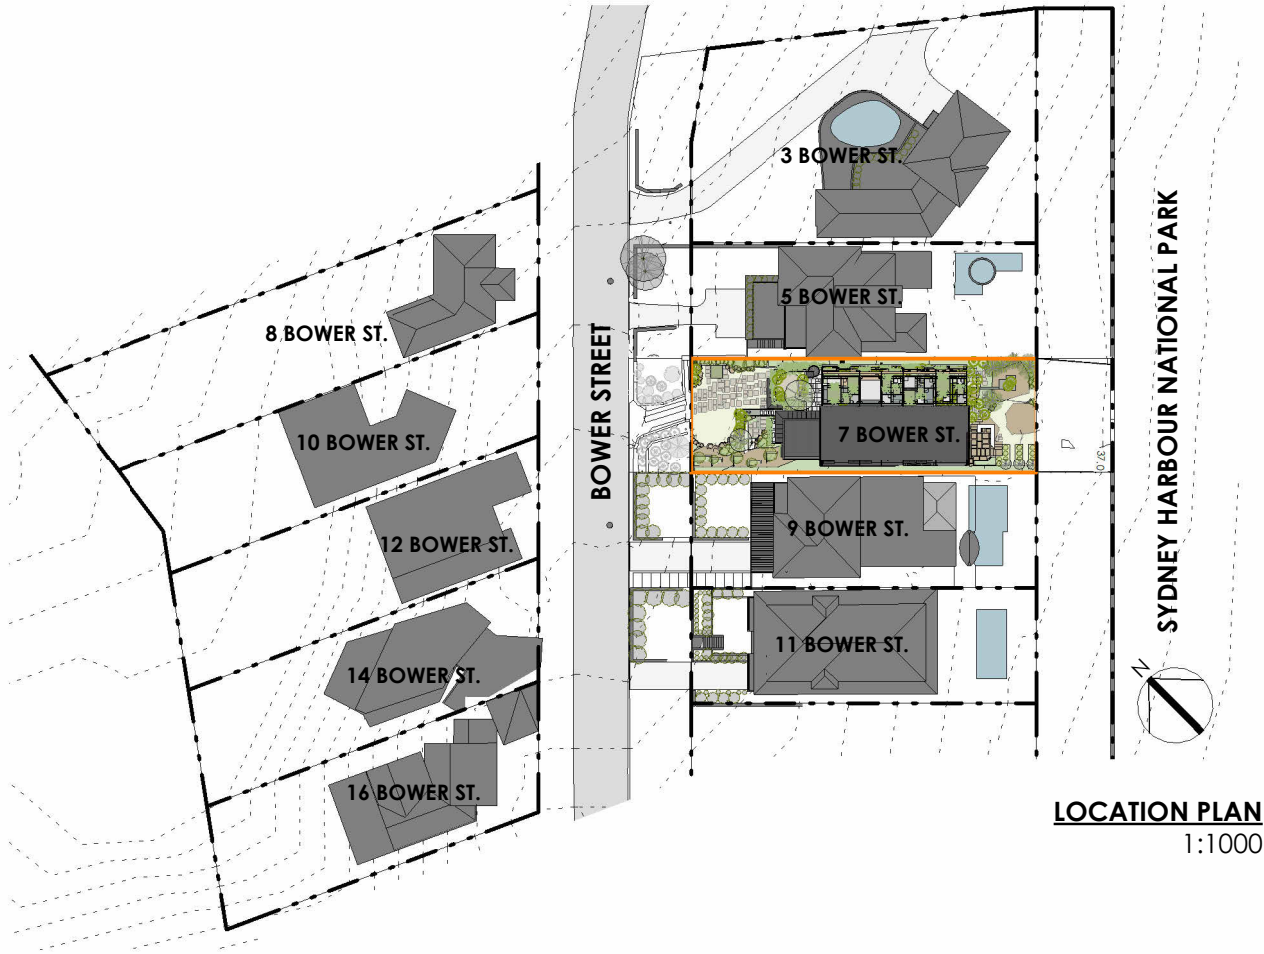 3 BOWER ST.
5 BOWER ST.
8 BOWER ST.
BOWER STREET
7 BOWER ST.
10 BOWER ST.
37.0
SYDNEY HARBOUR NATIONAL PARK
9 BOWER ST.
12 BOWER ST.
11 BOWER ST.
14 BOWER ST.
N
16 BOWER ST.
LOCATION PLAN
1:1000